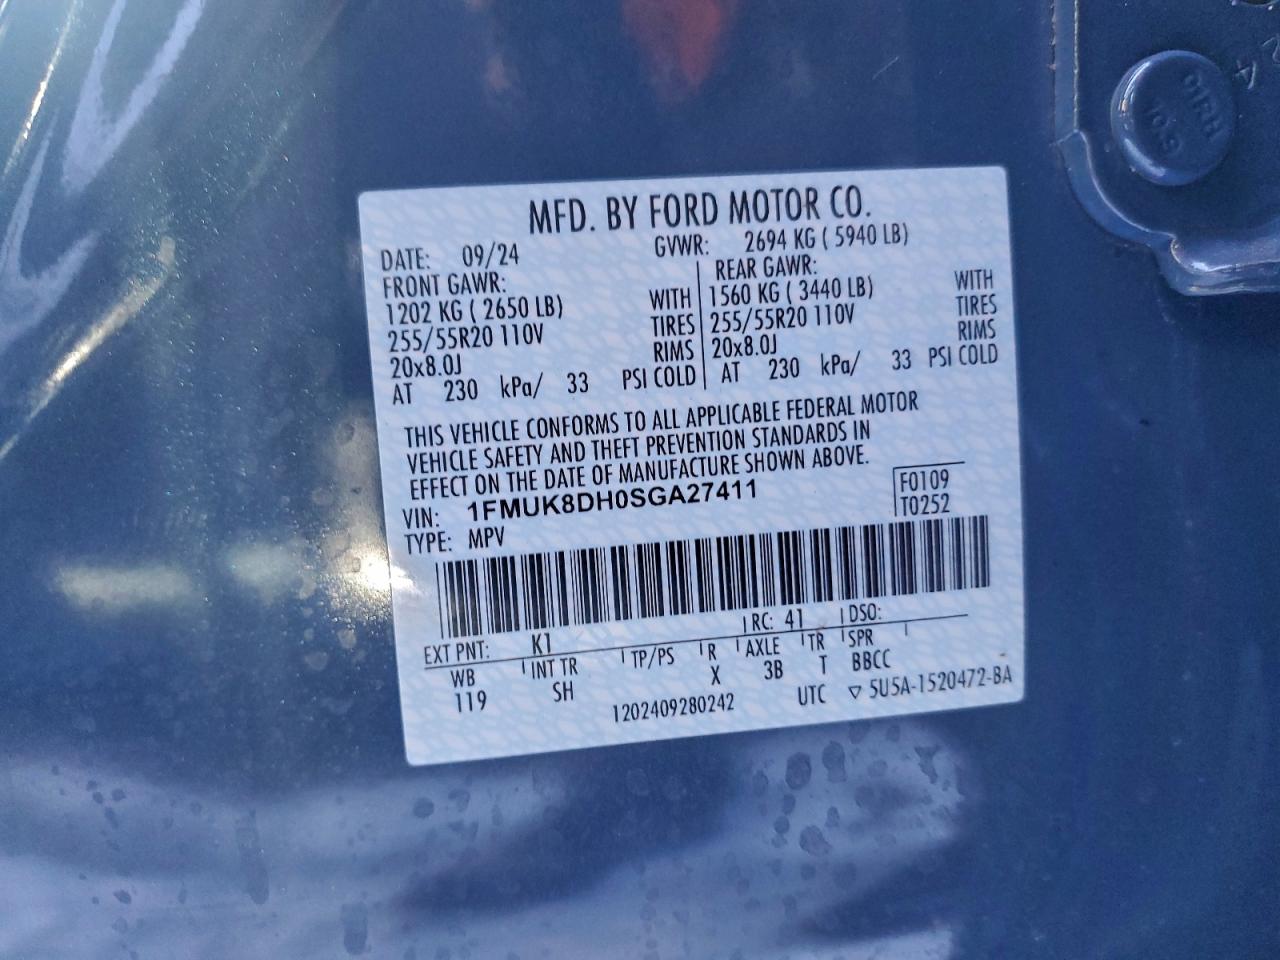 MFD. BY FORD MOTOR CO.
DATE: 09/24 GVWR: 2694 KG ( 5940 LB)
FRONT GAWR: REAR GAWR:
1202 KG ( 2650 LB) WITH 1560 KG ( 3440 LB) WITH
255/55R20 110V TIRES 255/55R20 110V TIRES
20x8.0J RIMS 20x8.0J RIMS
AT 230 kPa/ 33 PSI COLD AT 230 kPa/ 33 PSI COLD
THIS VEHICLE CONFORMS TO ALL APPLICABLE FEDERAL MOTOR
VEHICLE SAFETY AND THEFT PREVENTION STANDARDS IN
EFFECT ON THE DATE OF MANUFACTURE SHOWN ABOVE.
VIN: 1FMUK8DH0SGA27411 F0109
TYPE: MPV T0252
EXT PNT: K1 RC: 41 DSO:
WB INT TR TP/PS R AXLE TR SPR
119 SH X 3B T BBCC
1202409280242 UTC ▽ 5U5A-1520472-BA
91RH
10.9